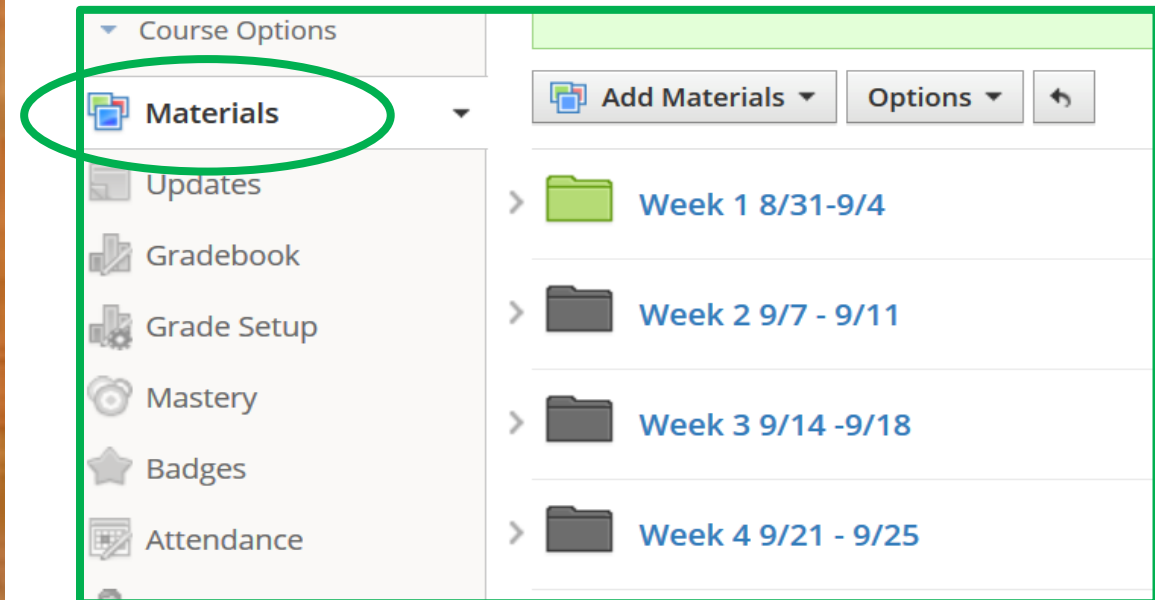 Course Options
Materials
Updates
Gradebook
Grade Setup
Mastery
Badges
Attendance
Add Materials
Options
Week 1 8/31-9/4
Week 2 9/7 - 9/11
Week 3 9/14 -9/18
Week 4 9/21 - 9/25